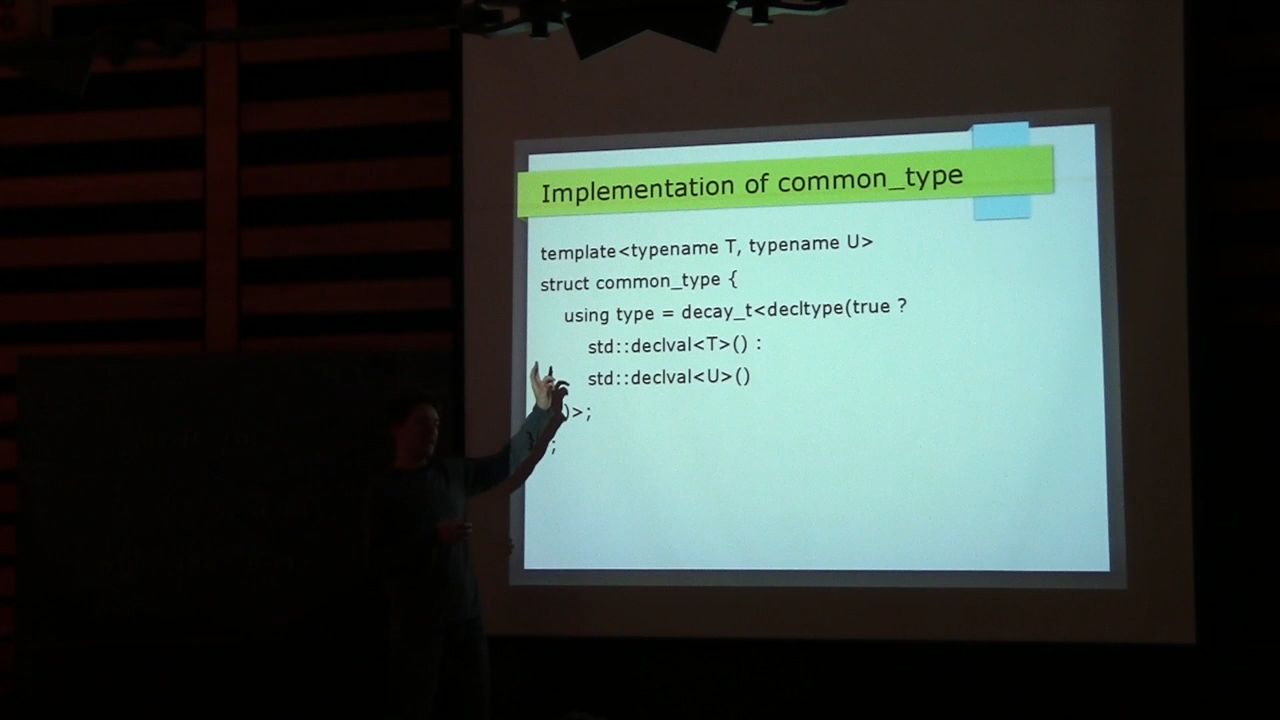 Implementation of common_type
template<typename T, typename U>
struct common_type {
using type = decay_t<decltype(true ?
std::declval<T>() :
std::declval<U>()
)>;
};